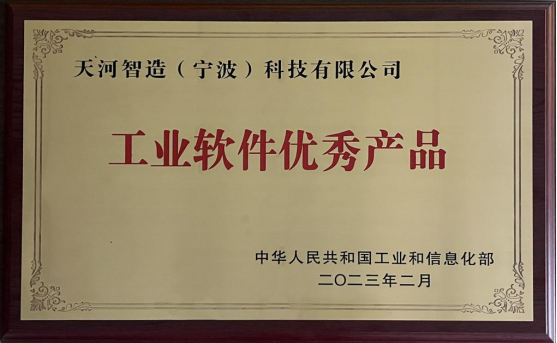 天河智造（宁波）科技有限公司
工业软件优秀产品
中华人民共和国工业和信息化部
二〇二三年二月